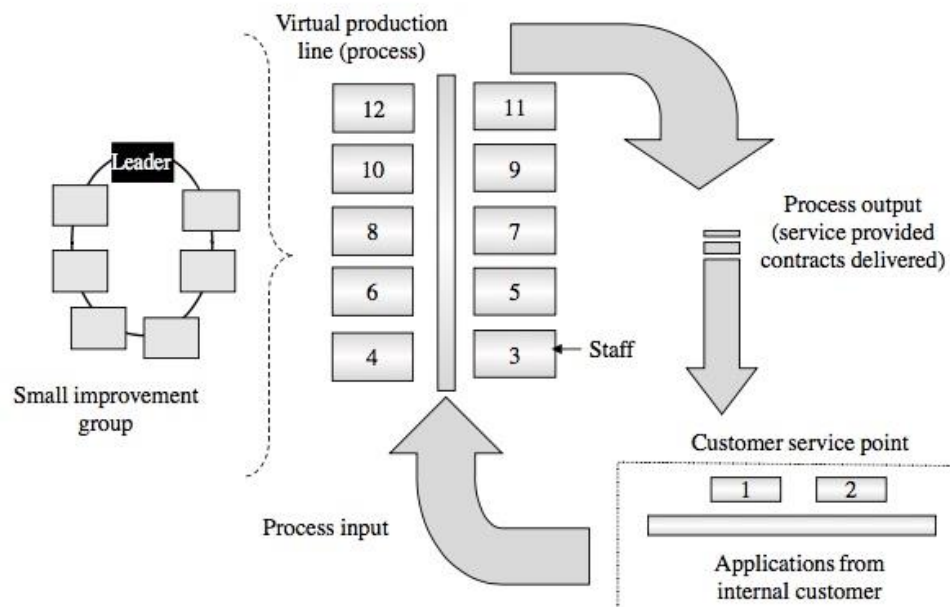 Virtual production
line (process)
12
11
Leader
10
9
8
7
6
5
4
3
Staff
Small improvement
group
Process output
(service provided
contracts delivered)
Customer service point
1
2
Process input
Applications from
internal customer